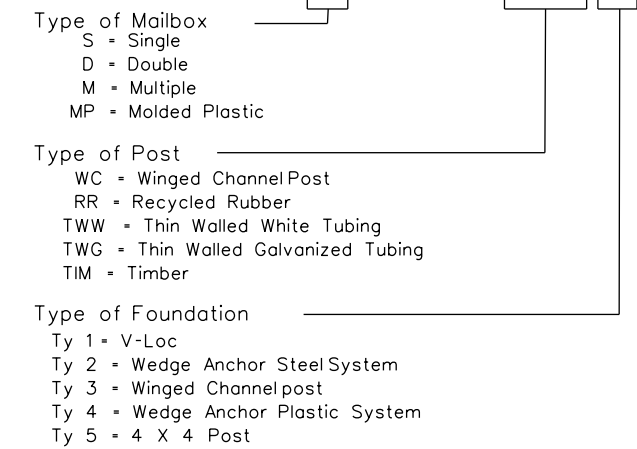 Type of Mailbox
S = Single
D = Double
M = Multiple
MP = Molded Plastic
Type of Post
WC = Winged Channel Post
RR = Recycled Rubber
TWW = Thin Walled White Tubing
TWG = Thin Walled Galvanized Tubing
TIM = Timber
Type of Foundation
Ty 1 = V-Loc
Ty 2 = Wedge Anchor Steel System
Ty 3 = Winged Channel post
Ty 4 = Wedge Anchor Plastic System
Ty 5 = 4 X 4 Post